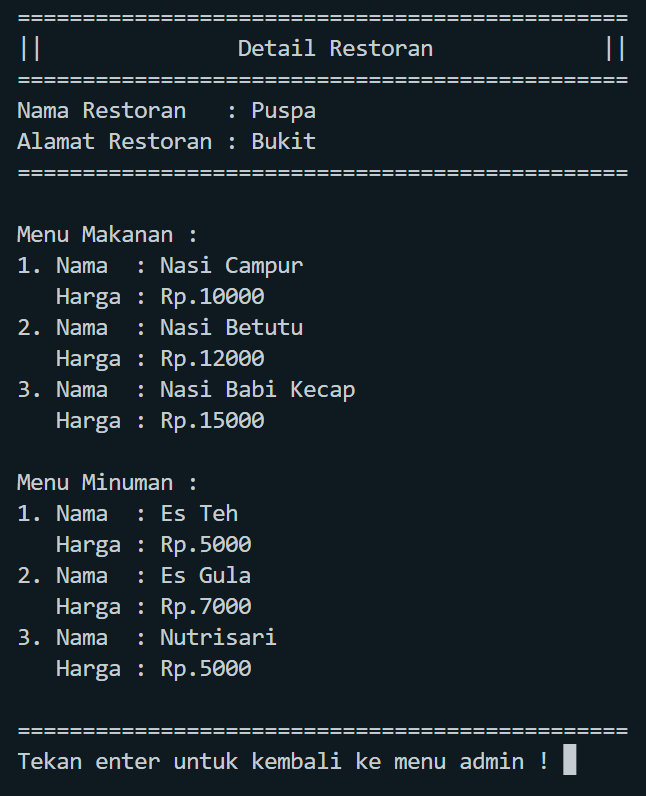 ===============================================
||               Detail Restoran             ||
===============================================
Nama Restoran   : Puspa
Alamat Restoran : Bukit
===============================================
Menu Makanan :
1. Nama  : Nasi Campur
   Harga : Rp.10000
2. Nama  : Nasi Betutu
   Harga : Rp.12000
3. Nama  : Nasi Babi Kecap
   Harga : Rp.15000
Menu Minuman :
1. Nama  : Es Teh
   Harga : Rp.5000
2. Nama  : Es Gula
   Harga : Rp.7000
3. Nama  : Nutrisari
   Harga : Rp.5000
===============================================
Tekan enter untuk kembali ke menu admin !